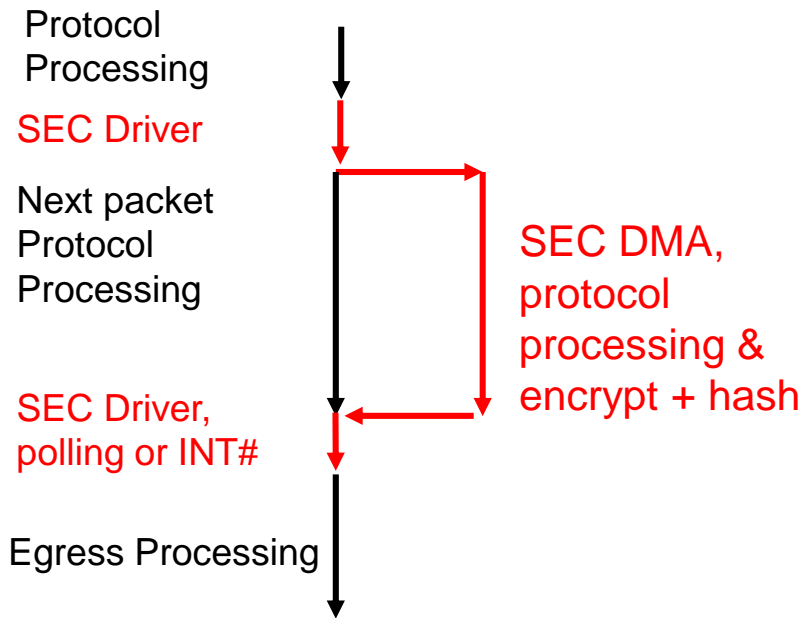 Protocol
Processing
SEC Driver
Next packet
Protocol
Processing
SEC DMA,
protocol
processing &
encrypt + hash
SEC Driver,
polling or INT#
Egress Processing